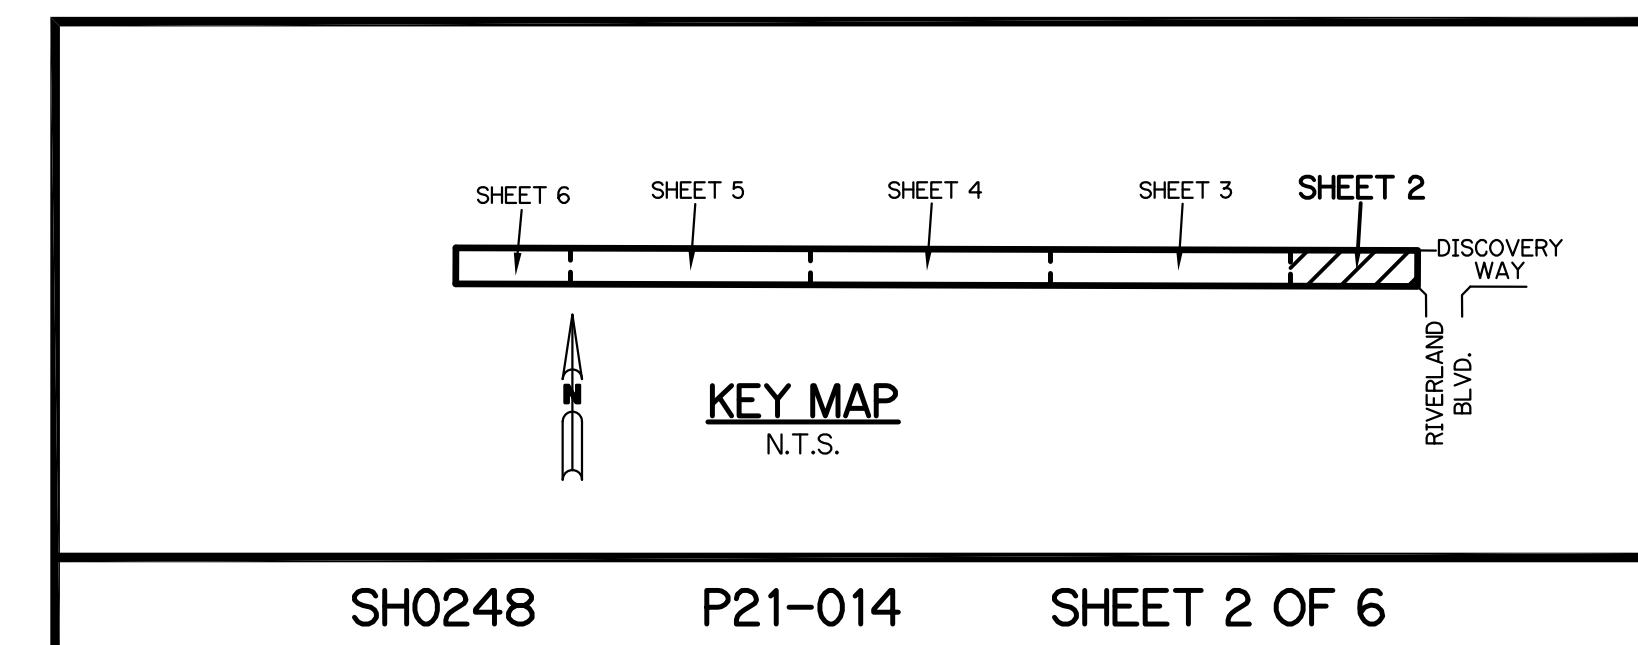 SHEET 6 SHEET 5 SHEET 4 SHEET 3 SHEET 2
DISCOVERY
WAY
RIVERLAND
BLVD.
N
KEY MAP
N.T.S.
SH0248 P21-014 SHEET 2 OF 6